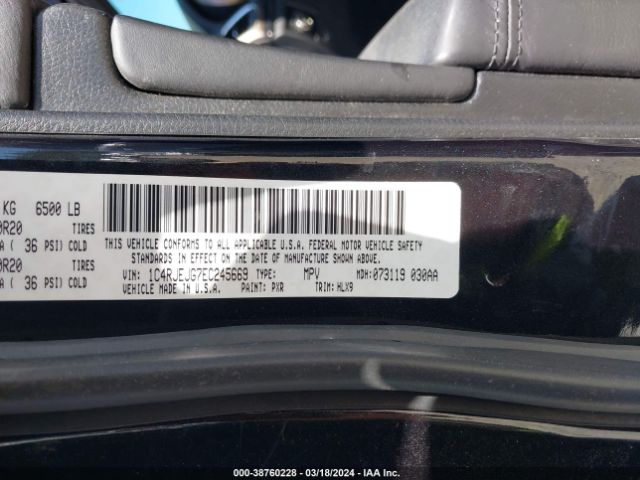 KG 6500 LB
0R20 TIRES
A ( 36 PSI) COLD
0R20 TIRES
A ( 36 PSI) COLD
THIS VEHICLE CONFORMS TO ALL APPLICABLE U.S.A. FEDERAL MOTOR VEHICLE SAFETY
STANDARDS IN EFFECT ON THE DATE OF MANUFACTURE SHOWN ABOVE.
VIN: 1C4RJEJG7EC245669 TYPE: MPV MDH: 073119 030AA
VEHICLE MADE IN U.S.A. PAINT: PXR TRIM: HLX9
000-38760228 - 03/18/2024 - IAA Inc.